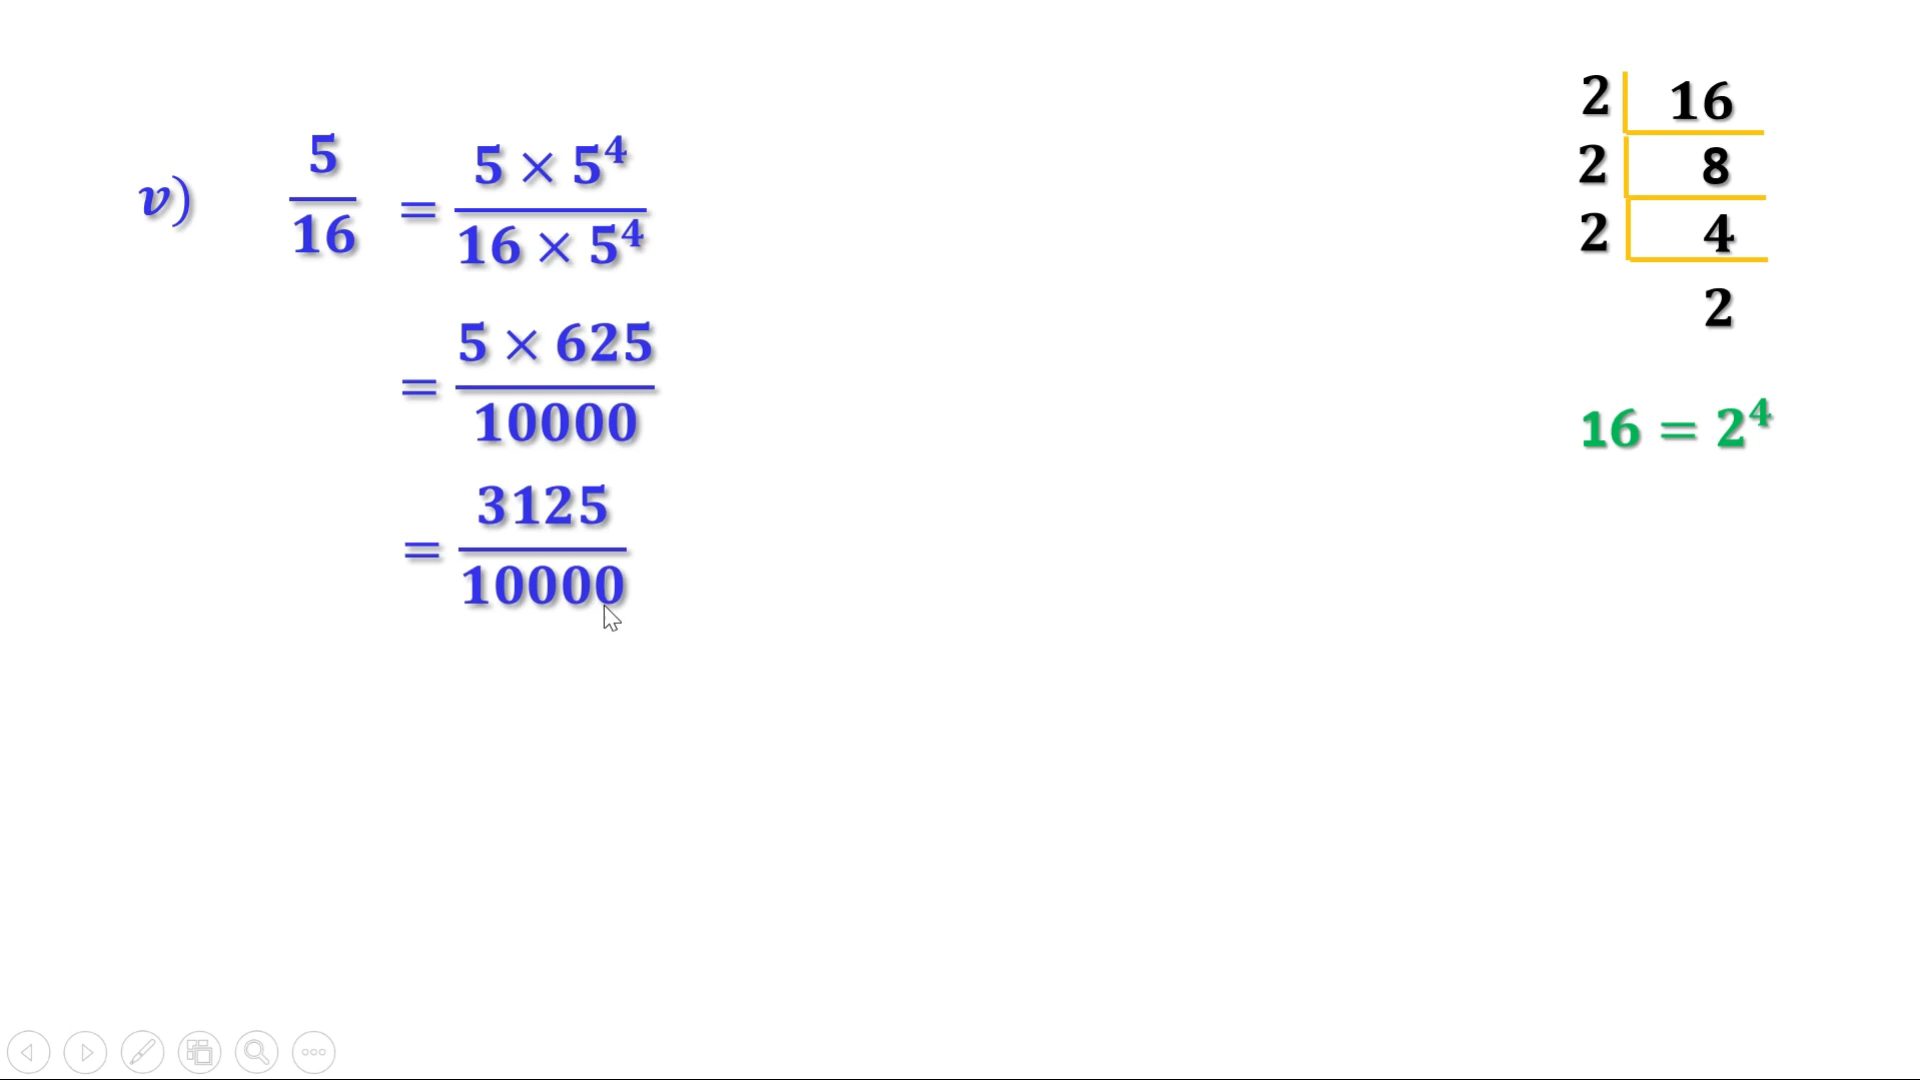 v) 5/16 = (5 × 5⁴)/(16 × 5⁴)
= (5 × 625)/10000
= 3125/10000
2 | 16
2 | 8
2 | 4
2
16 = 2⁴